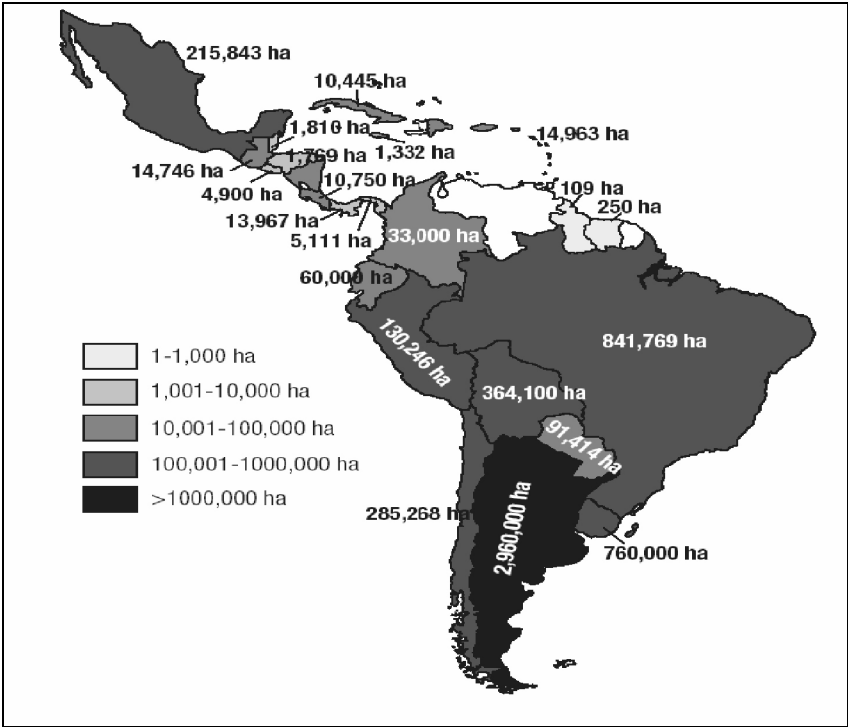 215,843 ha
10,445 ha
1,810 ha
14,963 ha
1,769 ha
1,332 ha
14,746 ha
10,750 ha
4,900 ha
109 ha
250 ha
13,967 ha
5,111 ha
33,000 ha
60,000 ha
130,246 ha
841,769 ha
1-1,000 ha
1,001-10,000 ha
10,001-100,000 ha
100,001-1000,000 ha
>1000,000 ha
364,100 ha
91,414 ha
285,268 ha
2,960,000 ha
760,000 ha